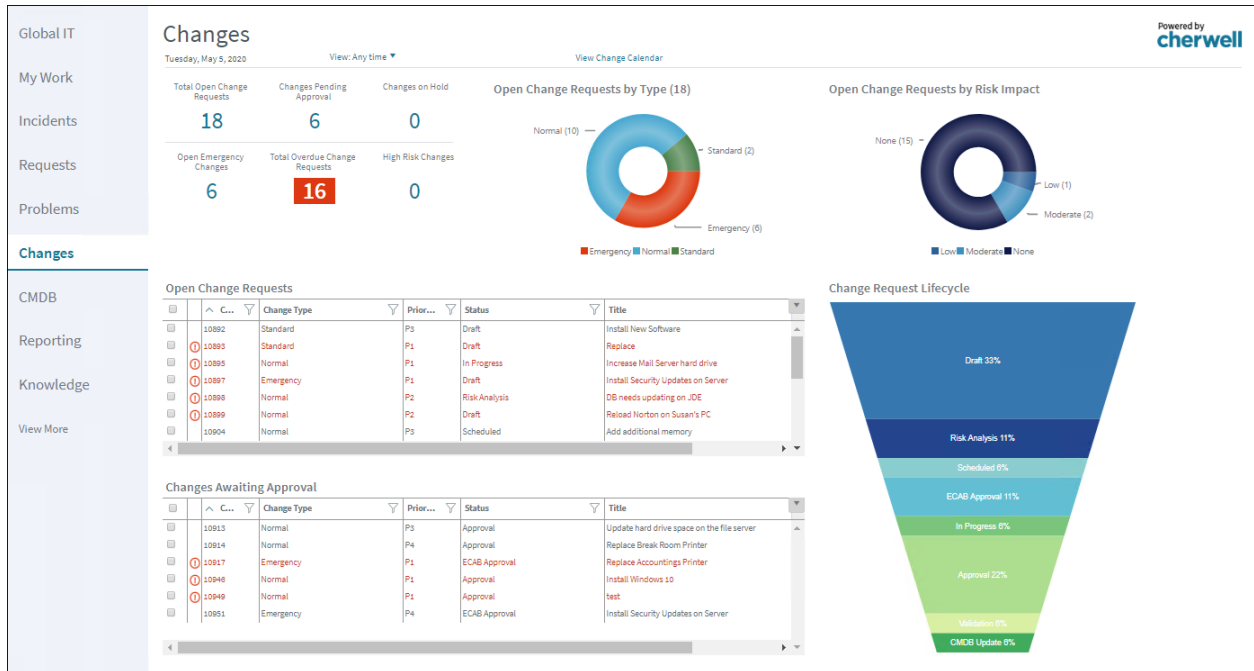 Global IT
My Work
Incidents
Requests
Problems
Changes
CMDB
Reporting
Knowledge
View More
Changes
Powered by
cherwell
Tuesday, May 5, 2020
View: Any time
View Change Calendar
Total Open Change
Requests
18
Changes Pending
Approval
6
Changes on Hold
0
Open Emergency
Changes
6
Total Overdue Change
Requests
16
High Risk Changes
0
Open Change Requests by Type (18)
Normal (10)
Standard (2)
Emergency (6)
Emergency Normal Standard
Open Change Requests by Risk Impact
None (15)
Low (1)
Moderate (2)
Low Moderate None
Open Change Requests
C... Change Type Prior... Status Title
10892 Standard P3 Draft Install New Software
10893 Standard P1 Draft Replace
10895 Normal P1 In Progress Increase Mail Server hard drive
10897 Emergency P1 Draft Install Security Updates on Server
10898 Normal P2 Risk Analysis DB needs updating on JDE
10899 Normal P2 Draft Reload Norton on Susan's PC
10904 Normal P3 Scheduled Add additional memory
Changes Awaiting Approval
C... Change Type Prior... Status Title
10913 Normal P3 Approval Update hard drive space on the file server
10914 Normal P4 Approval Replace Break Room Printer
10917 Emergency P1 ECAB Approval Replace Accountings Printer
10946 Normal P1 Approval Install Windows 10
10949 Normal P1 Approval test
10951 Emergency P4 ECAB Approval Install Security Updates on Server
Change Request Lifecycle
Draft 33%
Risk Analysis 11%
Scheduled 6%
ECAB Approval 11%
In Progress 6%
Approval 22%
Validation 6%
CMDB Update 6%